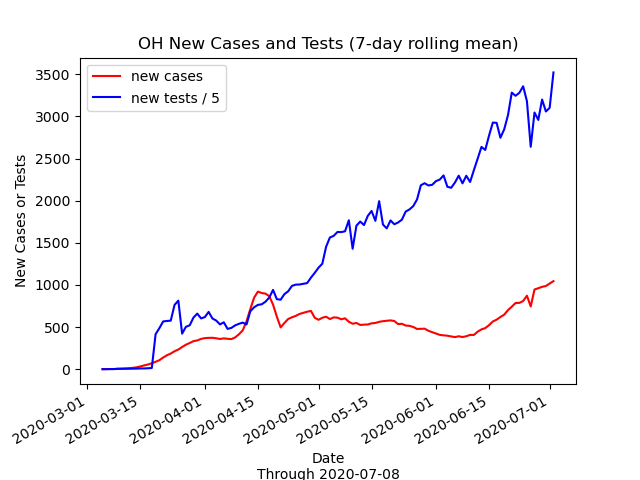 OH New Cases and Tests (7-day rolling mean)
new cases
new tests / 5
New Cases or Tests
3500
3000
2500
2000
1500
1000
500
0
2020-03-01
2020-03-15
2020-04-01
2020-04-15
2020-05-01
2020-05-15
2020-06-01
2020-06-15
2020-07-01
Date
Through 2020-07-08